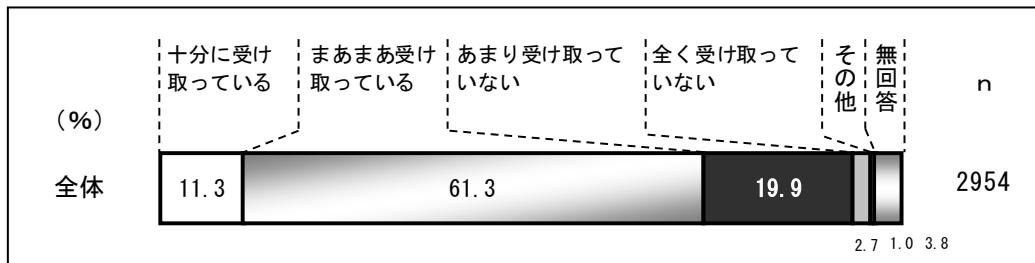 十分に受け
取っている
まあまあ受け
取っている
あまり受け取って
いない
全く受け取って
いない
その他
無回答
n
(%)
全体
11.3
61.3
19.9
2954
2.7
1.0
3.8